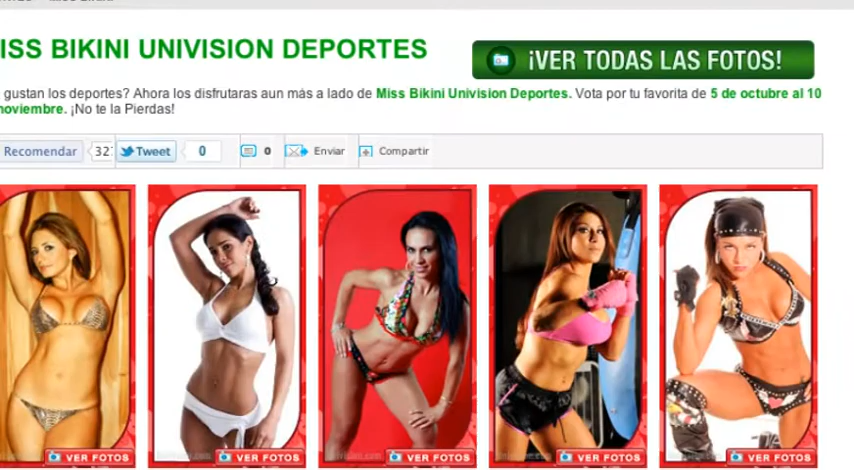 ISS BIKINI UNIVISION DEPORTES
¡VER TODAS LAS FOTOS!
gustan los deportes? Ahora los disfrutaras aun más a lado de Miss Bikini Univision Deportes. Vota por tu favorita de 5 de octubre al 10
noviembre. ¡No te la Pierdas!
Recomendar 32 Tweet 0 0 Enviar Compartir
VER FOTOS VER FOTOS VER FOTOS VER FOTOS VER FOTOS